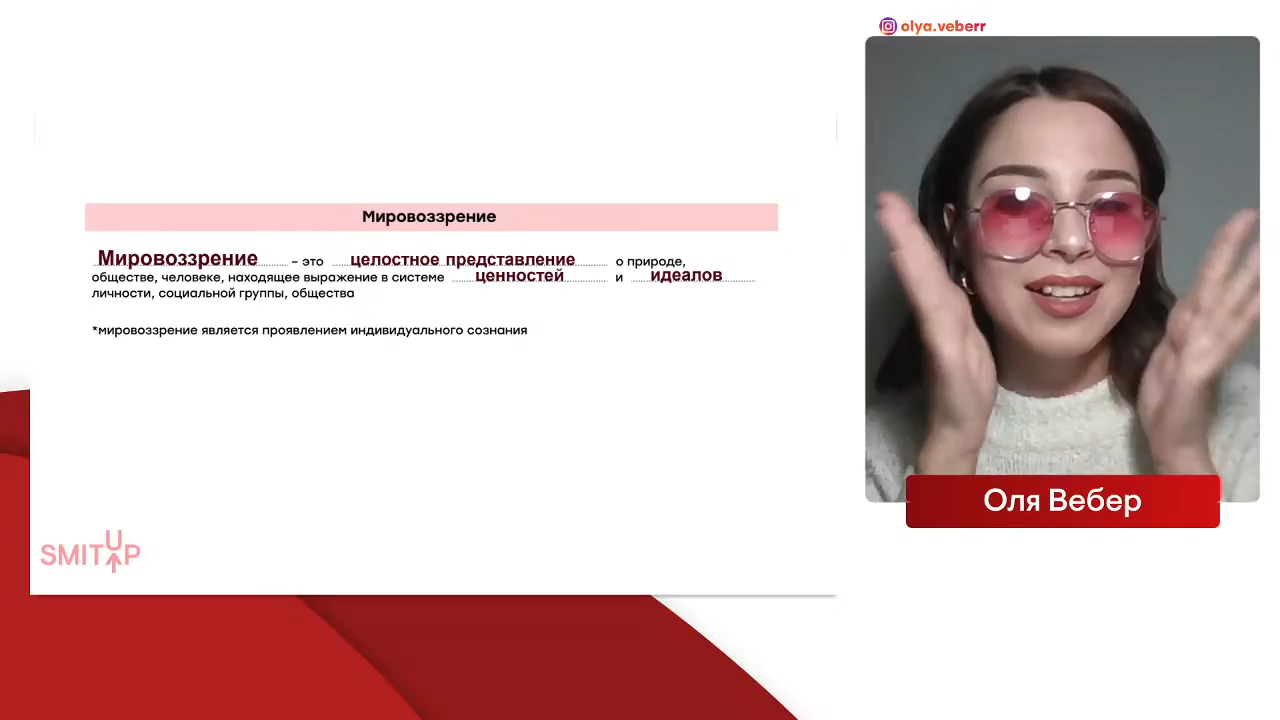 olya.veberr
Мировоззрение
Мировоззрение – это целостное представление о природе,
обществе, человеке, находящее выражение в системе ценностей и идеалов
личности, социальной группы, общества
*мировоззрение является проявлением индивидуального сознания
Оля Вебер
SMITUP